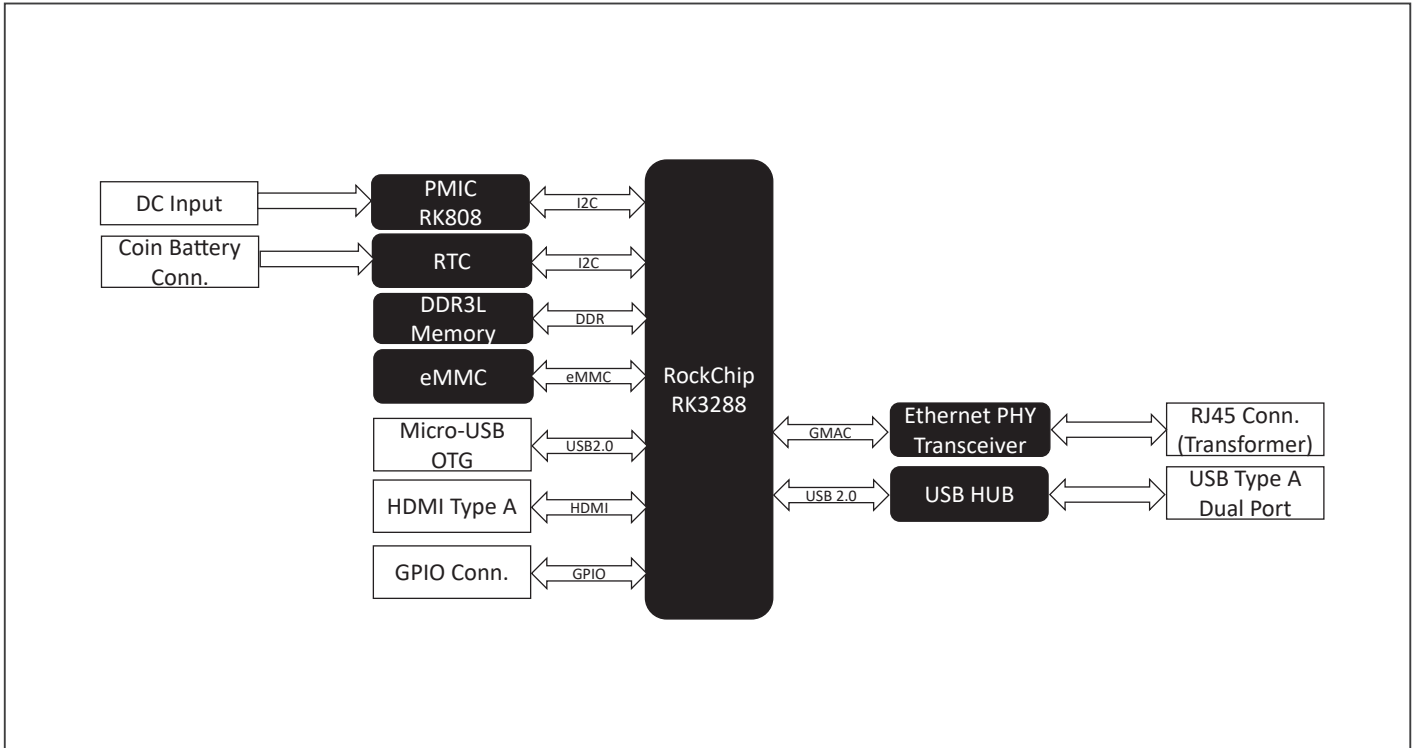 DC Input
PMIC
RK808
I2C
Coin Battery
Conn.
RTC
I2C
DDR3L
Memory
DDR
eMMC
eMMC
RockChip
RK3288
Micro-USB
OTG
USB2.0
HDMI Type A
HDMI
GPIO Conn.
GPIO
GMAC
Ethernet PHY
Transceiver
RJ45 Conn.
(Transformer)
USB 2.0
USB HUB
USB Type A
Dual Port